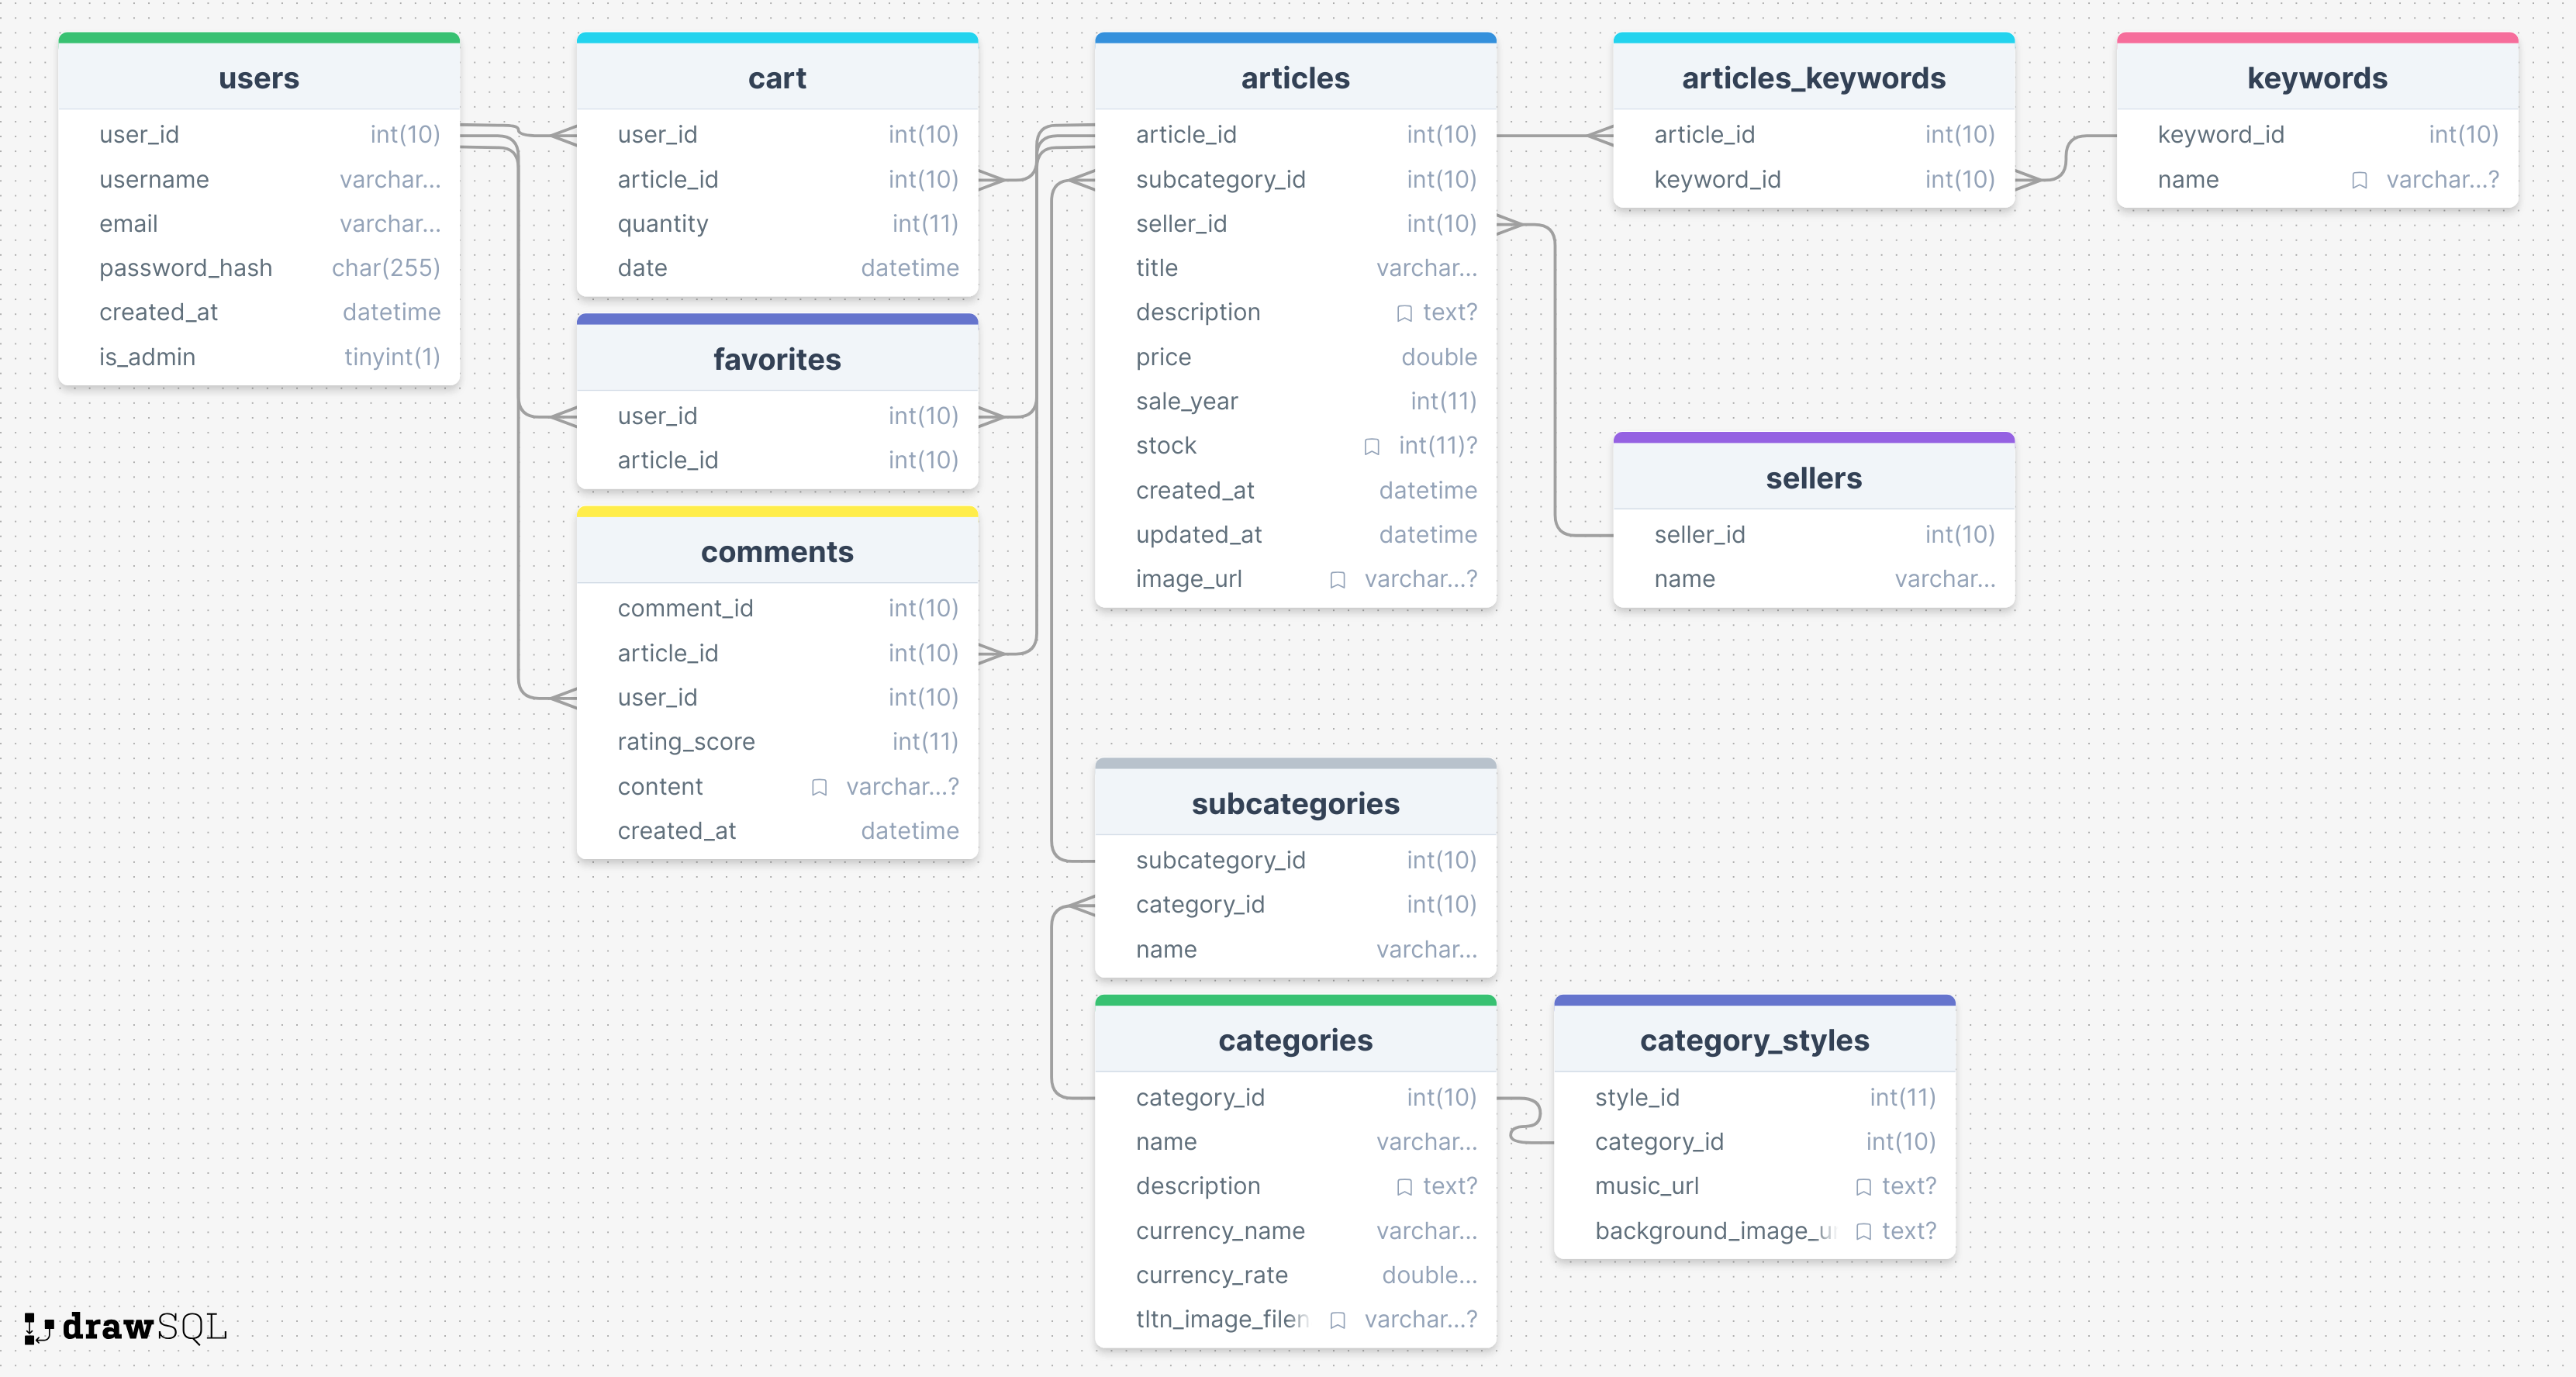 users
user_id int(10)
username varchar...
email varchar...
password_hash char(255)
created_at datetime
is_admin tinyint(1)
cart
user_id int(10)
article_id int(10)
quantity int(11)
date datetime
favorites
user_id int(10)
article_id int(10)
comments
comment_id int(10)
article_id int(10)
user_id int(10)
rating_score int(11)
content varchar...?
created_at datetime
articles
article_id int(10)
subcategory_id int(10)
seller_id int(10)
title varchar...
description text?
price double
sale_year int(11)
stock int(11)?
created_at datetime
updated_at datetime
image_url varchar...?
articles_keywords
article_id int(10)
keyword_id int(10)
keywords
keyword_id int(10)
name varchar...?
sellers
seller_id int(10)
name varchar...
subcategories
subcategory_id int(10)
category_id int(10)
name varchar...
categories
category_id int(10)
name varchar...
description text?
currency_name varchar...
currency_rate double...
tltn_image_filen varchar...?
category_styles
style_id int(11)
category_id int(10)
music_url text?
background_image_u text?
drawSQL